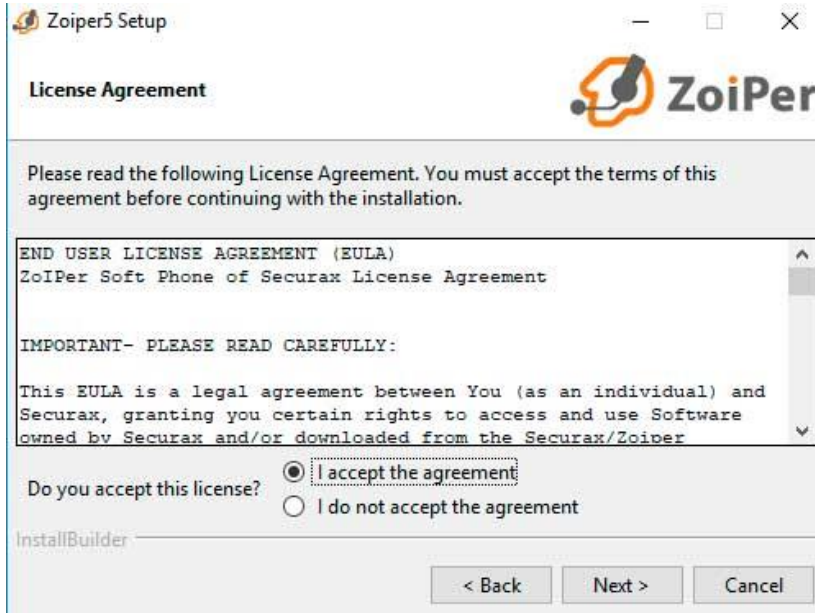 Zoiper5 Setup
License Agreement
ZoiPer
Please read the following License Agreement. You must accept the terms of this
agreement before continuing with the installation.
END USER LICENSE AGREEMENT (EULA)
ZoIPer Soft Phone of Securax License Agreement
IMPORTANT- PLEASE READ CAREFULLY:
This EULA is a legal agreement between You (as an individual) and
Securax, granting you certain rights to access and use Software
owned by Securax and/or downloaded from the Securax/Zoiper
Do you accept this license?
I accept the agreement
I do not accept the agreement
InstallBuilder
< Back
Next >
Cancel